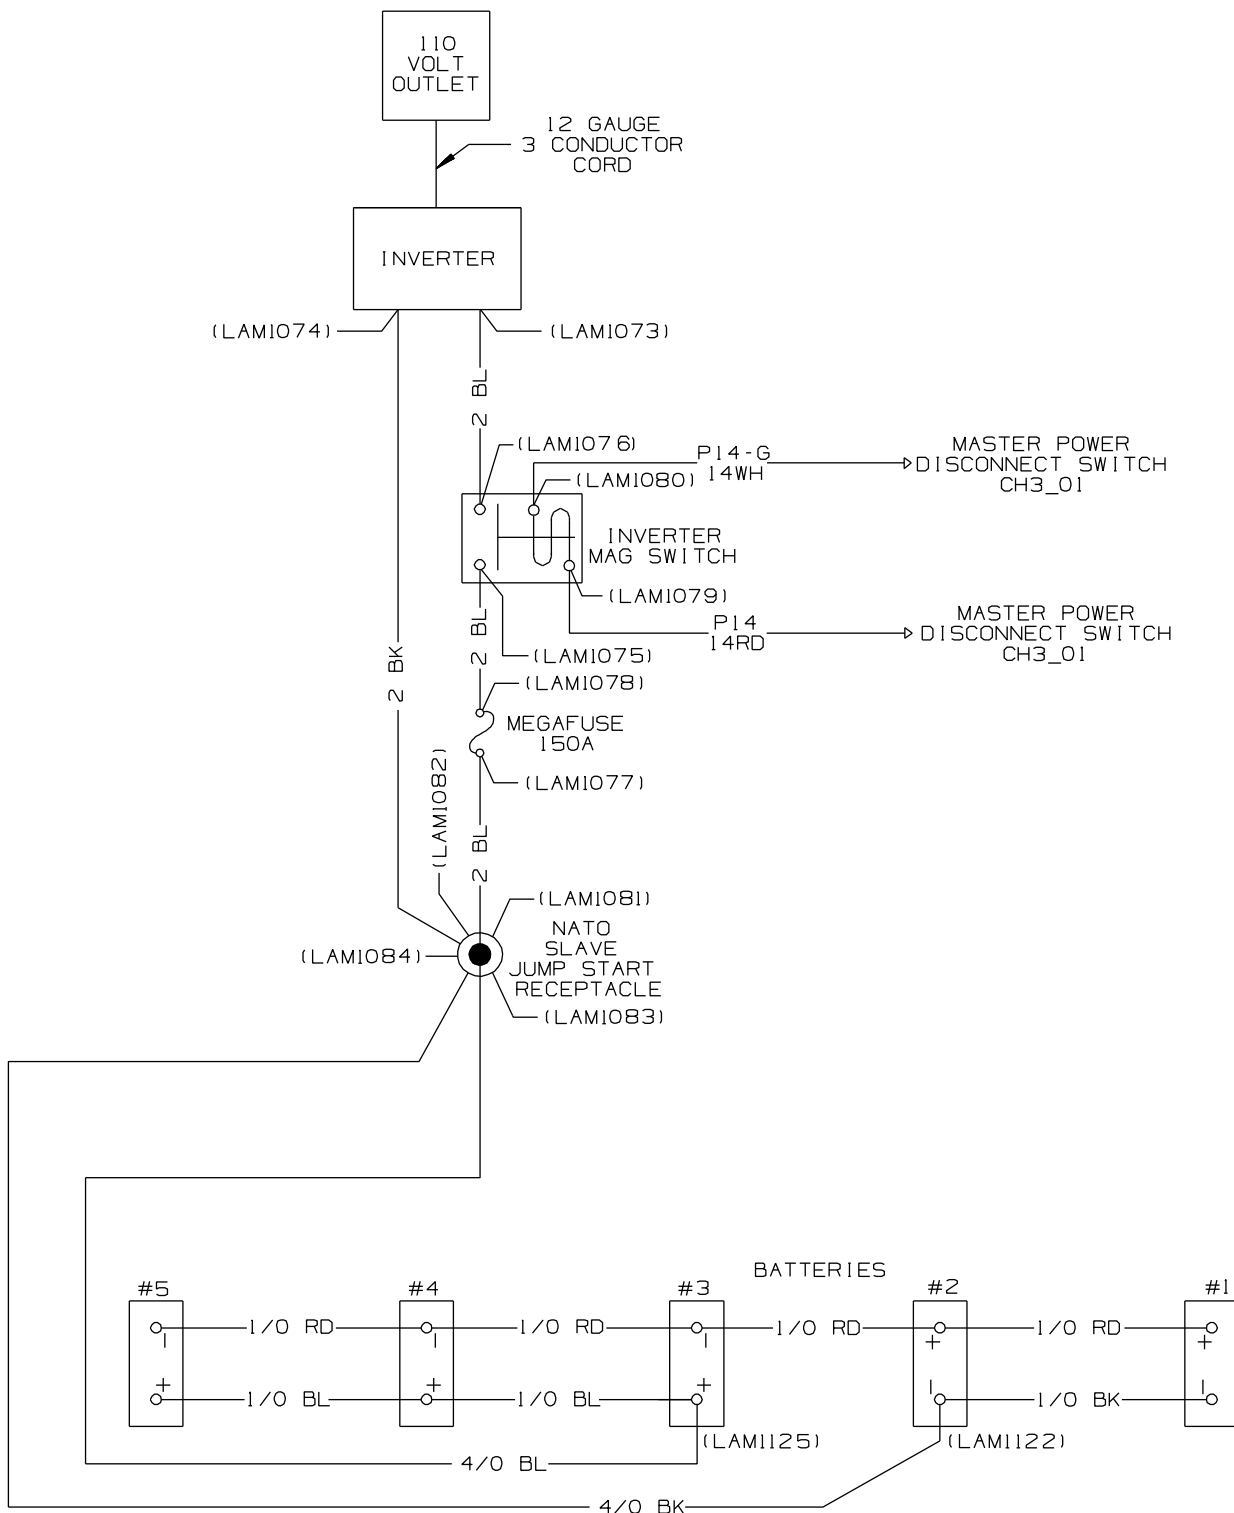 110
VOLT
OUTLET
12 GAUGE
3 CONDUCTOR
CORD
INVERTER
(LAM1074)
(LAM1073)
2 BL
(LAM1076)
P14-G
14WH
MASTER POWER
DISCONNECT SWITCH
CH3_01
(LAM1080)
INVERTER
MAG SWITCH
(LAM1079)
P14
14RD
MASTER POWER
DISCONNECT SWITCH
CH3_01
2 BL
(LAM1075)
2 BK
(LAM1078)
MEGAFUSE
150A
(LAM1077)
(LAM1082)
2 BL
(LAM1081)
NATO
SLAVE
JUMP START
RECEPTACLE
(LAM1084)
(LAM1083)
BATTERIES
#5
#4
#3
#2
#1
1/0 RD
1/0 RD
1/0 RD
1/0 RD
- - - + +
+ + + - -
1/0 BL
1/0 BL
1/0 BK
(LAM1125)
(LAM1122)
4/0 BL
4/0 BK